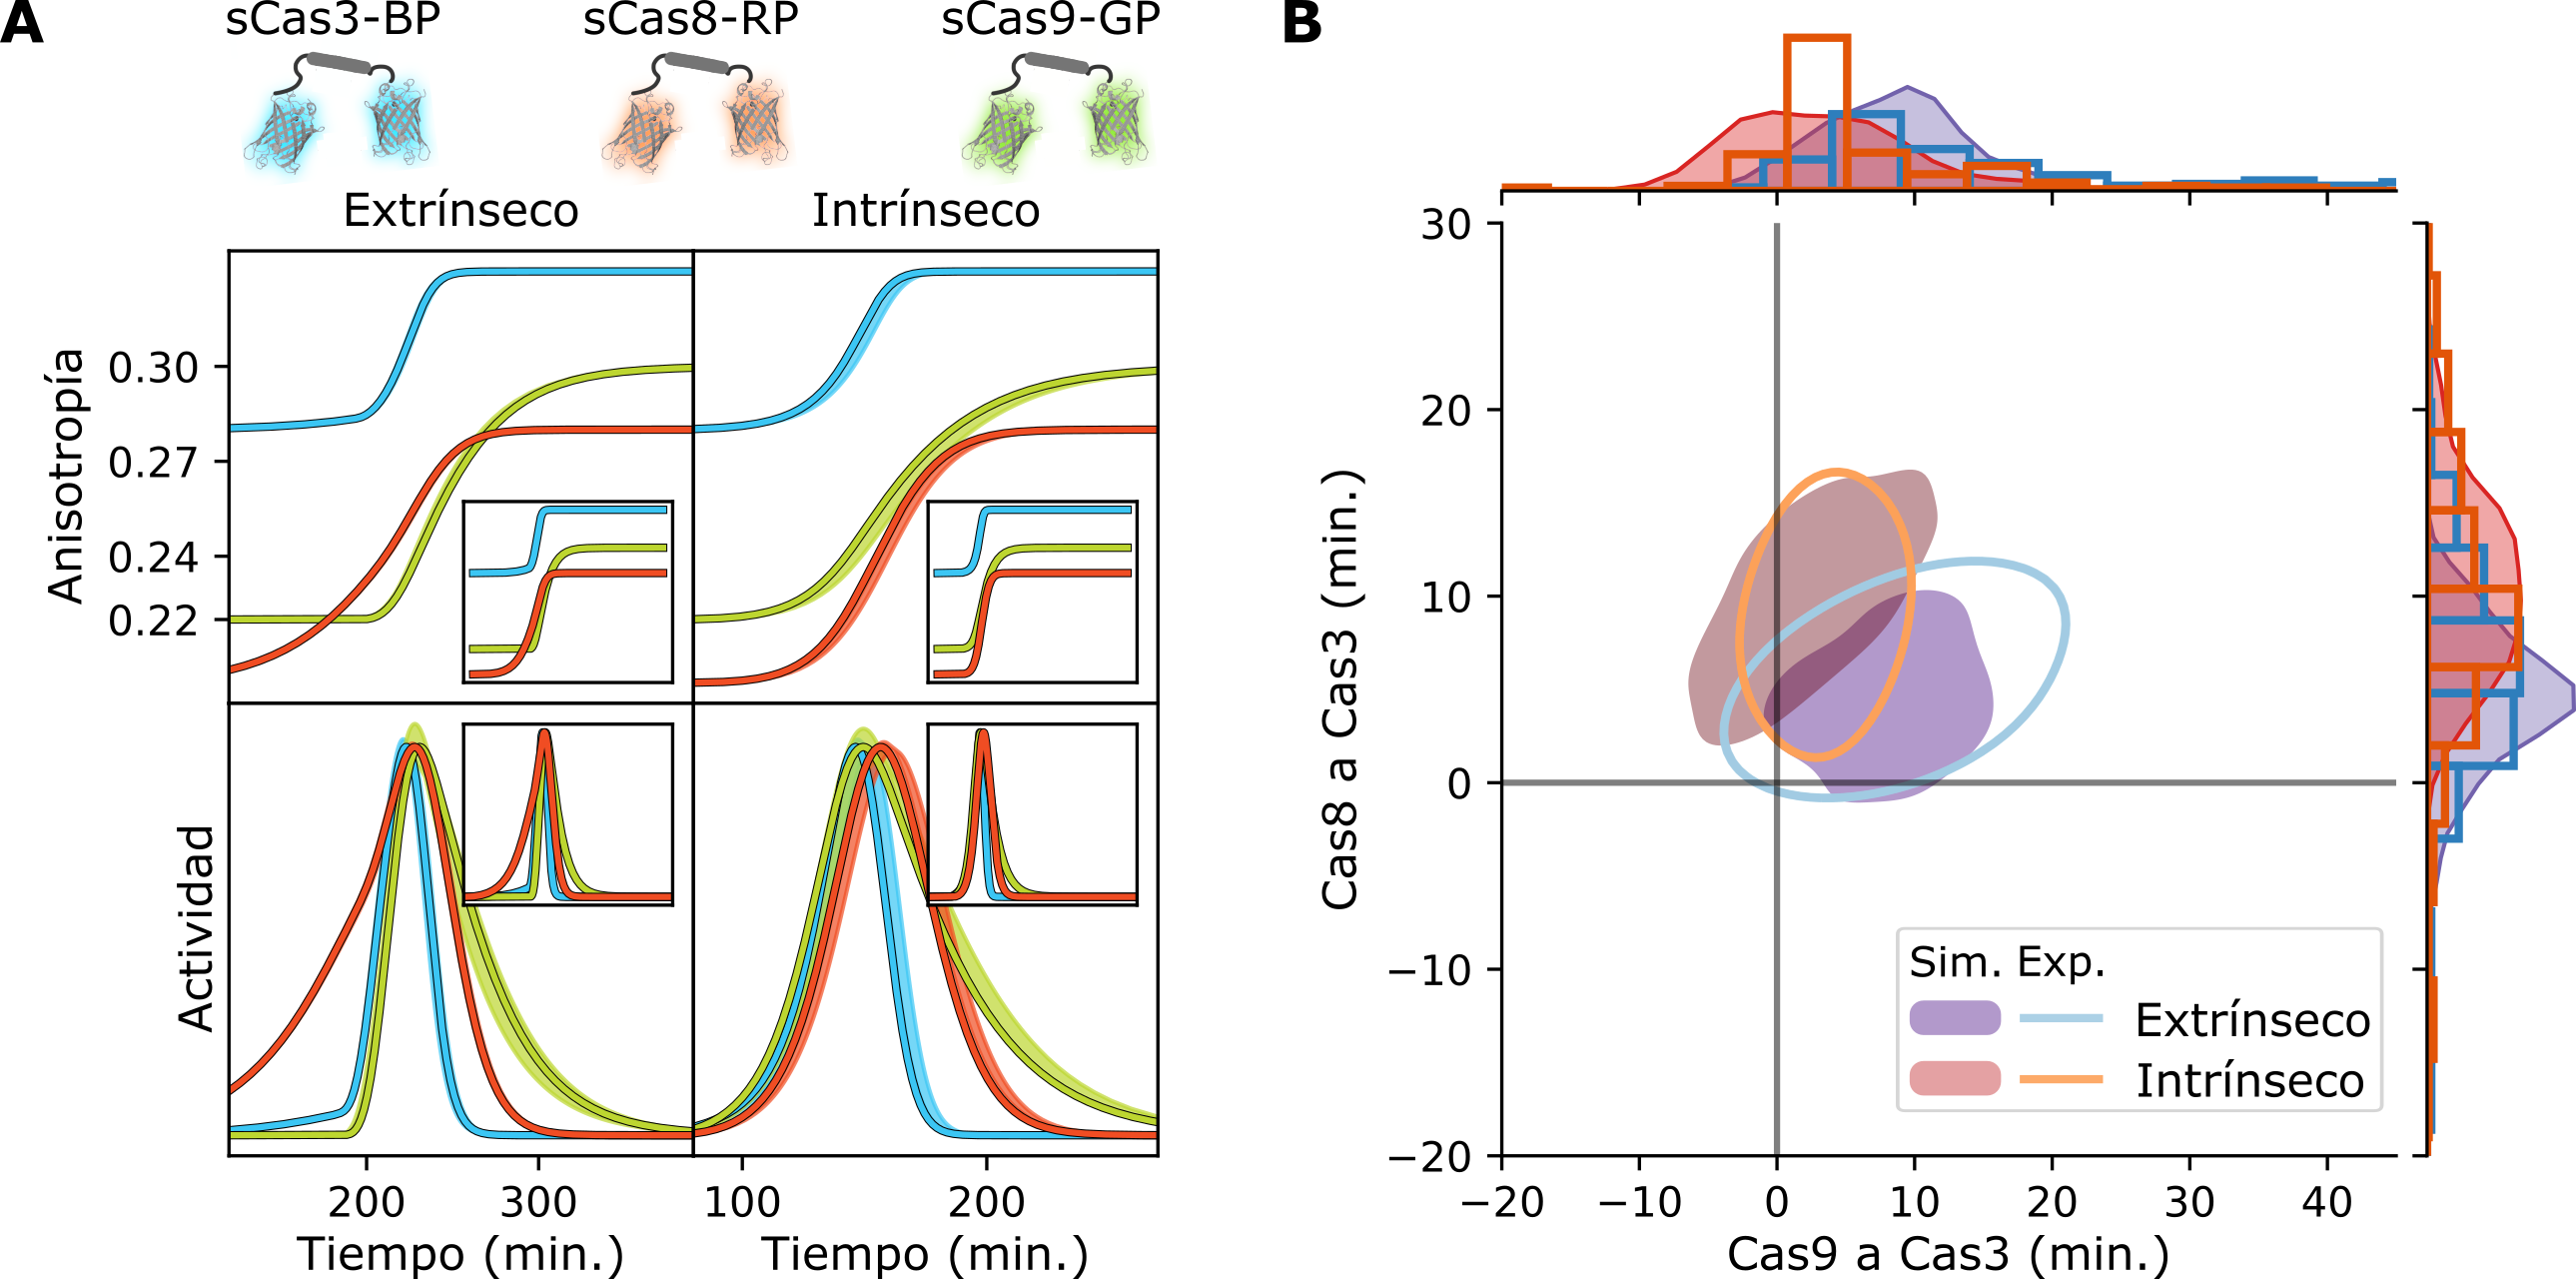 A
sCas3-BP
sCas8-RP
sCas9-GP
Extrínseco
Intrínseco
Anisotropía
0.30
0.27
0.24
0.22
Actividad
200
300
100
200
Tiempo (min.)
Tiempo (min.)
B
Cas8 a Cas3 (min.)
30
20
10
0
−10
−20
Sim. Exp.
Extrínseco
Intrínseco
−20
−10
0
10
20
30
40
Cas9 a Cas3 (min.)